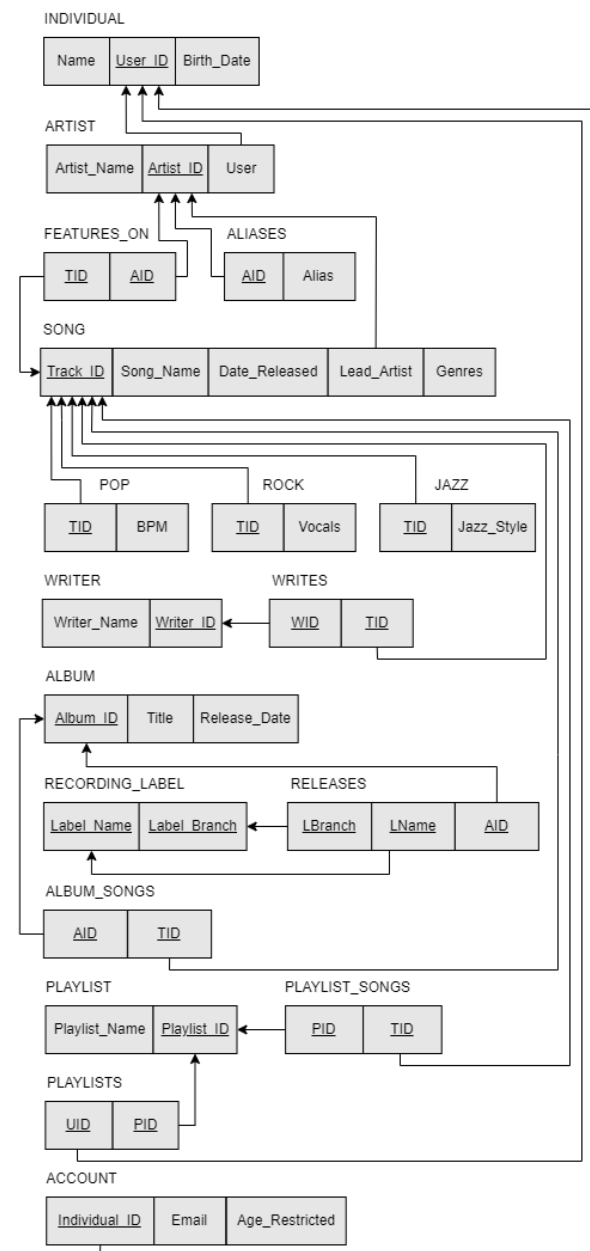 INDIVIDUAL
Name User_ID Birth_Date
ARTIST
Artist_Name Artist_ID User
FEATURES_ON ALIASES
TID AID AID Alias
SONG
Track_ID Song_Name Date_Released Lead_Artist Genres
POP ROCK JAZZ
TID BPM TID Vocals TID Jazz_Style
WRITER WRITES
Writer_Name Writer_ID WID TID
ALBUM
Album_ID Title Release_Date
RECORDING_LABEL RELEASES
Label_Name Label_Branch LBranch LName AID
ALBUM_SONGS
AID TID
PLAYLIST PLAYLIST_SONGS
Playlist_Name Playlist_ID PID TID
PLAYLISTS
UID PID
ACCOUNT
Individual_ID Email Age_Restricted